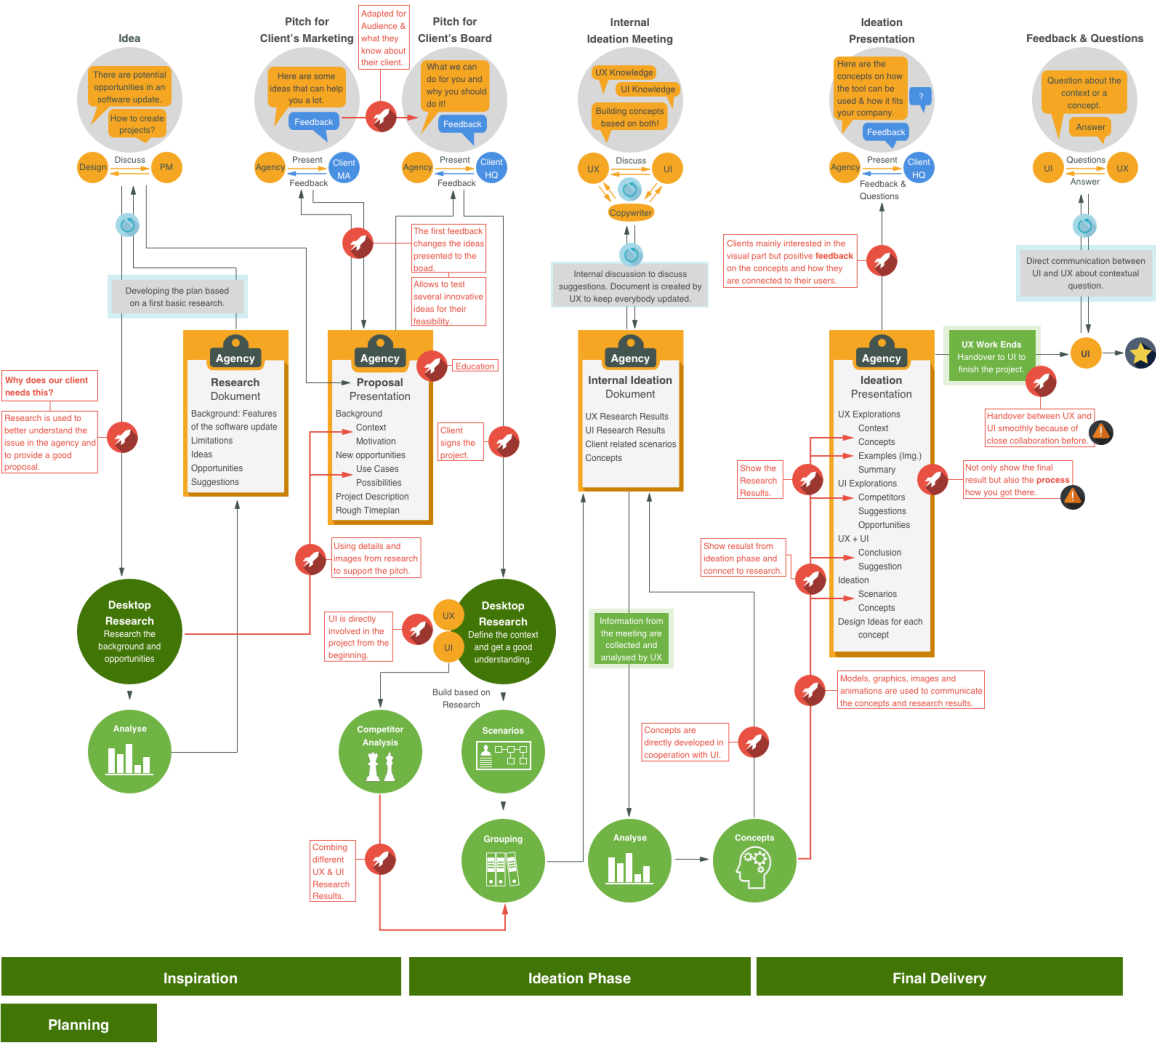 Idea
Pitch for
Client's Marketing
Adapted for
Audience &
what they
know about
their client.
Pitch for
Client's Board
Internal
Ideation Meeting
Ideation
Presentation
Feedback & Questions
There are potential
opportunities in an
software update.
How to create
projects?
Design
Discuss
PM
Here are some
ideas that can help
you a lot.
Feedback
Agency
Present
Client
MA
Feedback
What we can
do for you and
why you should
do it!
Feedback
Agency
Present
Client
HQ
Feedback
UX Knowledge
UI Knowledge
Building concepts
based on both!
UX
Discuss
UI
Copywriter
Here are the
concepts on how
the tool can be
used & how it fits
your company.
?
Feedback
Agency
Present
Client
HQ
Feedback &
Questions
Question about the
context or a
concept.
Answer
UI
Questions
UX
Answer
The first feedback
changes the ideas
presented to the
boad.
Allows to test
several innovative
ideas for their
feasibility.
Clients mainly interested in the
visual part but positive feedback
on the concepts and how they
are connected to their users.
Developing the plan based
on a first basic research.
Internal discussion to discuss
suggestions. Document is created by
UX to keep everybody updated.
Direct communication between
UI and UX about contextual
question.
Agency
Research
Dokument
Background: Features
of the software update
Limitations
Ideas
Opportunities
Suggestions
Agency
Proposal
Presentation
Background
Context
Motivation
New opportunities
Use Cases
Possibilities
Project Description
Rough Timeplan
Education
Agency
Internal Ideation
Dokument
UX Research Results
UI Research Results
Client related scenarios
Concepts
Agency
Ideation
Presentation
UX Explorations
Context
Concepts
Examples (Img.)
Summary
UI Explorations
Competitors
Suggestions
Opportunities
UX + UI
Conclusion
Suggestion
Ideation
Scenarios
Concepts
Design Ideas for each
concept
UX Work Ends
Handover to UI to
finish the project.
UI
Why does our client
needs this?
Research is used to
better understand the
issue in the agency and
to provide a good
proposal.
Client
signs the
project.
Handover between UX and
UI smoothly because of
close collaboration before.
Show the
Research
Results.
Not only show the final
result but also the process
how you got there.
Using details and
images from research
to support the pitch.
Show resulst from
ideation phase and
conncet to research.
Desktop
Research
Research the
background and
opportunities
UI is directly
involved in the
project from the
beginning.
UX
UI
Desktop
Research
Define the context
and get a good
understanding.
Information from
the meeting are
collected and
analysed by UX
Build based on
Research
Models, graphics, images and
animations are used to communicate
the concepts and research results.
Analyse
Competitor
Analysis
Scenarios
Concepts are
directly developed in
cooperation with UI.
Combing
different
UX & UI
Research
Results.
Grouping
Analyse
Concepts
Inspiration
Ideation Phase
Final Delivery
Planning